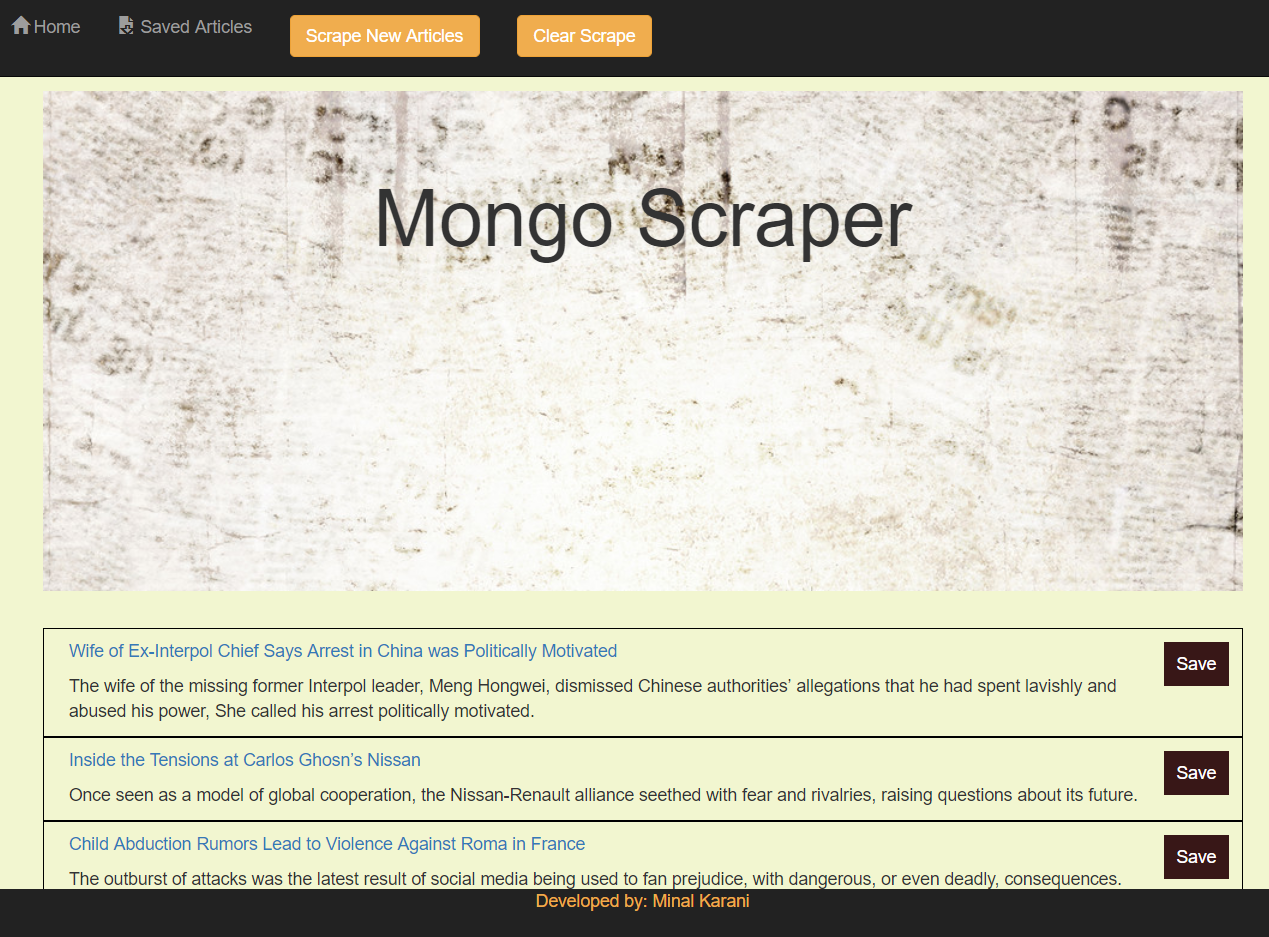 Home Saved Articles Scrape New Articles Clear Scrape
Mongo Scraper
Wife of Ex-Interpol Chief Says Arrest in China was Politically Motivated
Save
The wife of the missing former Interpol leader, Meng Hongwei, dismissed Chinese authorities’ allegations that he had spent lavishly and
abused his power, She called his arrest politically motivated.
Inside the Tensions at Carlos Ghosn’s Nissan
Save
Once seen as a model of global cooperation, the Nissan-Renault alliance seethed with fear and rivalries, raising questions about its future.
Child Abduction Rumors Lead to Violence Against Roma in France
Save
The outburst of attacks was the latest result of social media being used to fan prejudice, with dangerous, or even deadly, consequences.
Developed by: Minal Karani